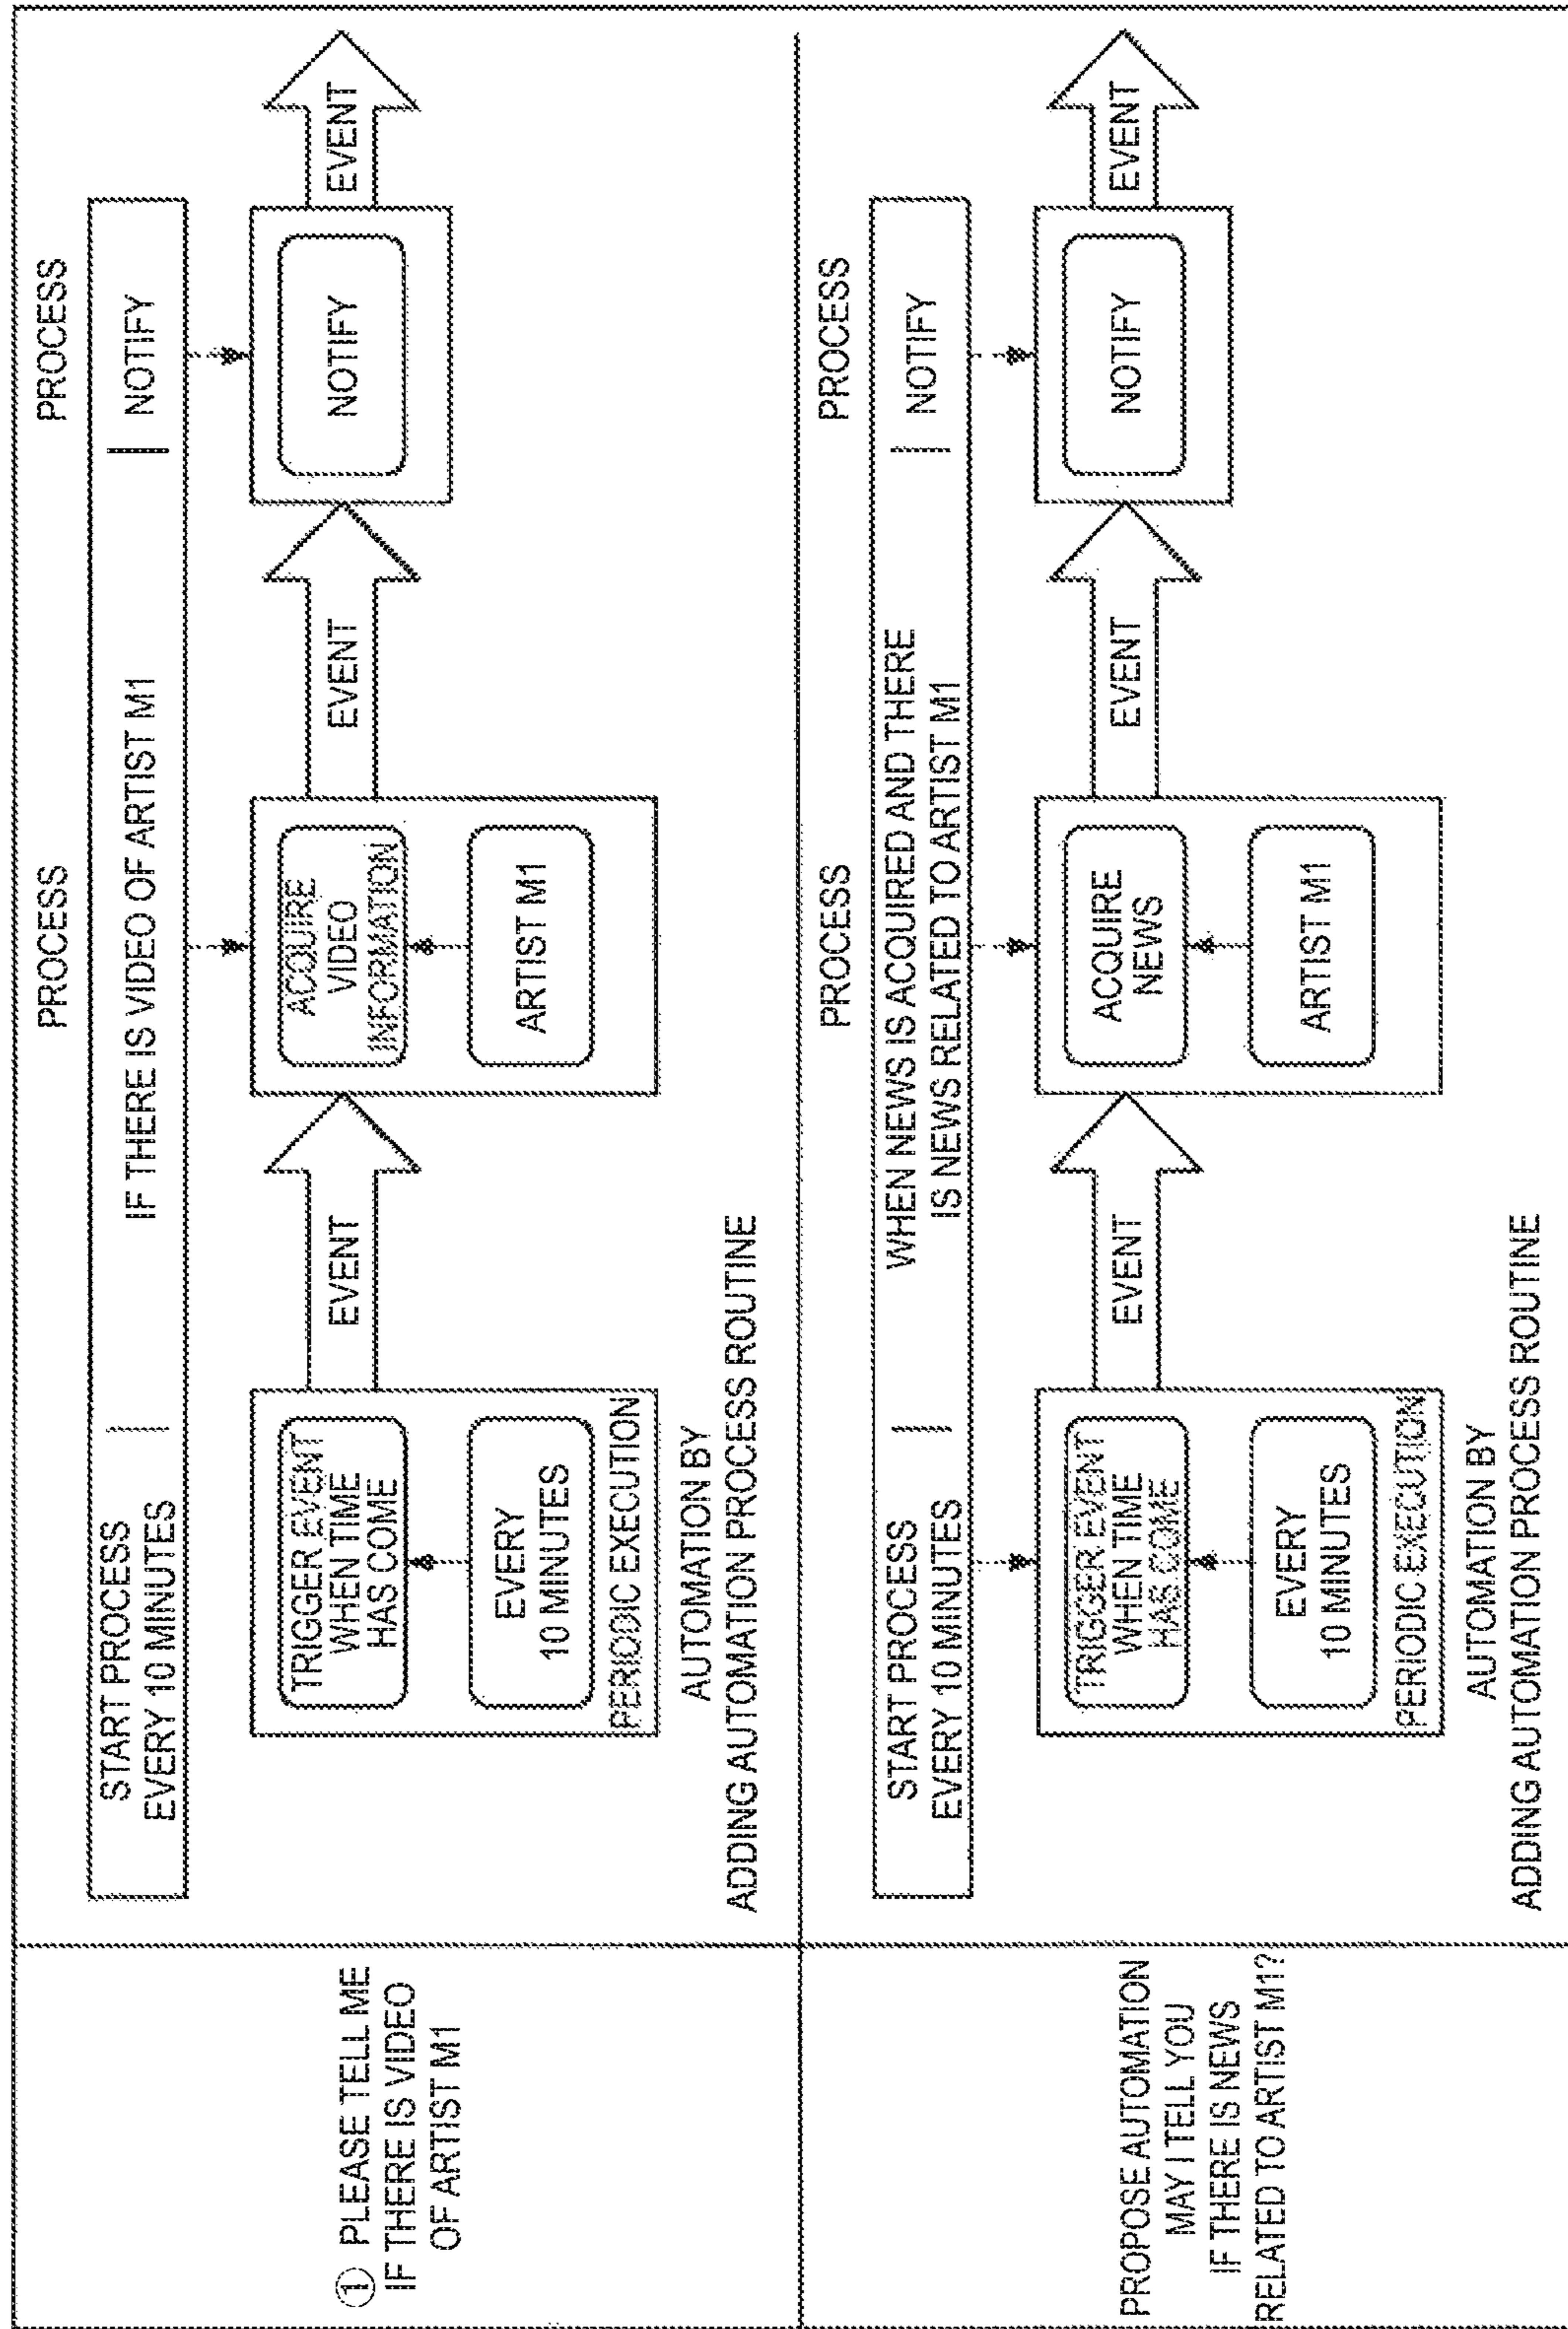 ① PLEASE TELL ME
IF THERE IS VIDEO
OF ARTIST M1
PROCESS
PROCESS
START PROCESS
EVERY 10 MINUTES
IF THERE IS VIDEO OF ARTIST M1
NOTIFY
TRIGGER EVENT
WHEN TIME
HAS COME
EVERY
10 MINUTES
PERIODIC EXECUTION
EVENT
ACQUIRE
VIDEO
INFORMATION
ARTIST M1
EVENT
NOTIFY
EVENT
AUTOMATION BY
ADDING AUTOMATION PROCESS ROUTINE
PROPOSE AUTOMATION
MAY I TELL YOU
IF THERE IS NEWS
RELATED TO ARTIST M1?
PROCESS
PROCESS
START PROCESS
EVERY 10 MINUTES
WHEN NEWS IS ACQUIRED AND THERE
IS NEWS RELATED TO ARTIST M1
NOTIFY
TRIGGER EVENT
WHEN TIME
HAS COME
EVERY
10 MINUTES
PERIODIC EXECUTION
EVENT
ACQUIRE
NEWS
ARTIST M1
EVENT
NOTIFY
EVENT
AUTOMATION BY
ADDING AUTOMATION PROCESS ROUTINE